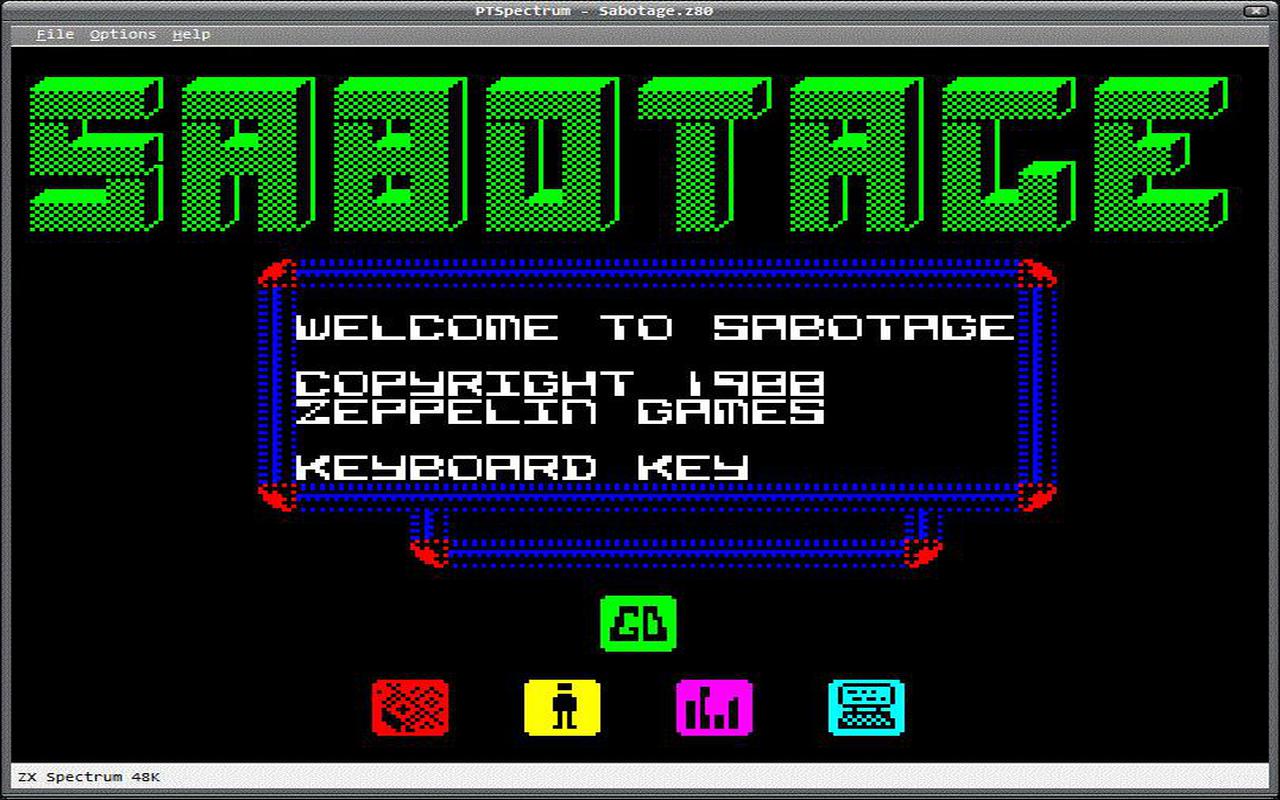 PTSpectrum - Sabotage.z80
File Options Help
SABOTAGE
WELCOME TO SABOTAGE
COPYRIGHT 1988
ZEPPELIN GAMES
KEYBOARD KEY
GO
ZX Spectrum 48K